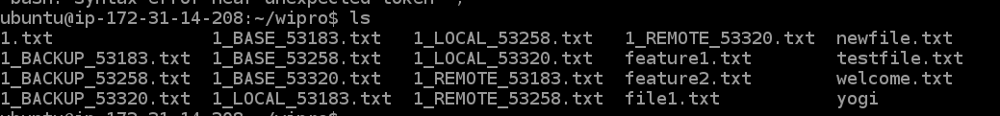 bash: syntax error near unexpected token
ubuntu@ip-172-31-14-208:~/wipro$ ls
1.txt 1_BASE_53183.txt 1_LOCAL_53258.txt 1_REMOTE_53320.txt newfile.txt
1_BACKUP_53183.txt 1_BASE_53258.txt 1_LOCAL_53320.txt feature1.txt testfile.txt
1_BACKUP_53258.txt 1_BASE_53320.txt 1_REMOTE_53183.txt feature2.txt welcome.txt
1_BACKUP_53320.txt 1_LOCAL_53183.txt 1_REMOTE_53258.txt file1.txt yogi
ubuntu@ip-172-31-14-208:~/wipro$